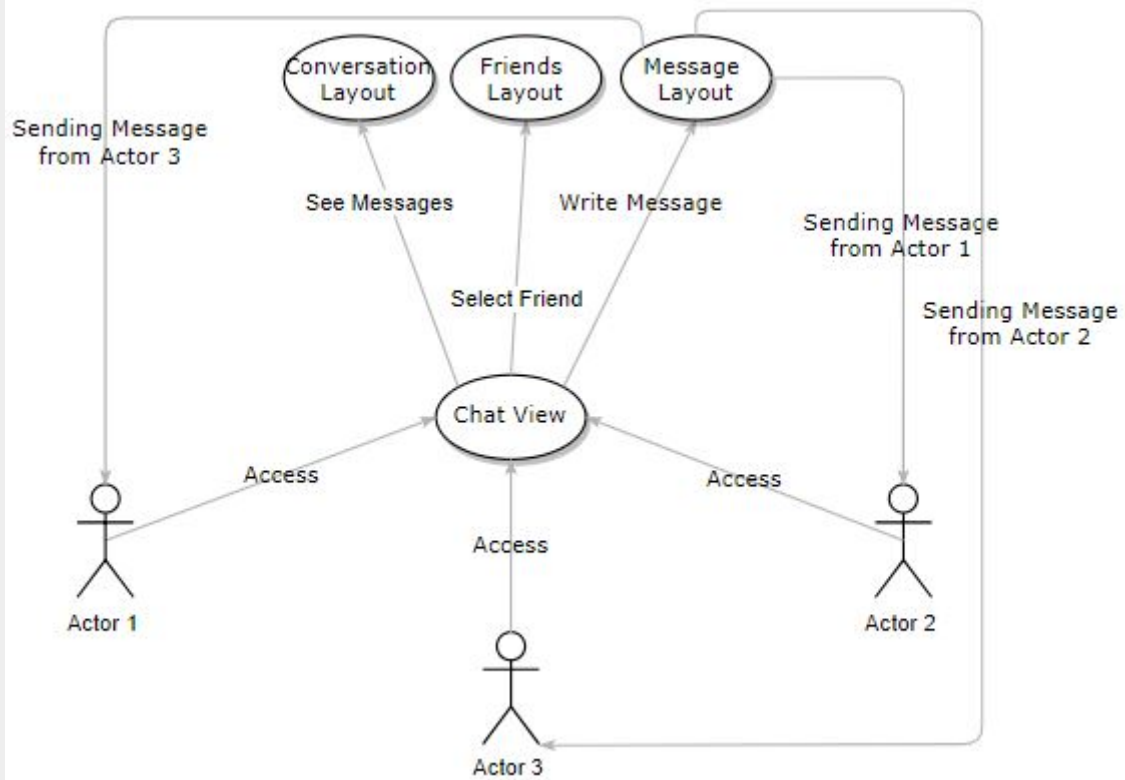 Conversation
Layout
Friends
Layout
Message
Layout
Sending Message
from Actor 3
See Messages
Write Message
Sending Message
from Actor 1
Select Friend
Sending Message
from Actor 2
Chat View
Access
Access
Access
Actor 1
Actor 2
Actor 3